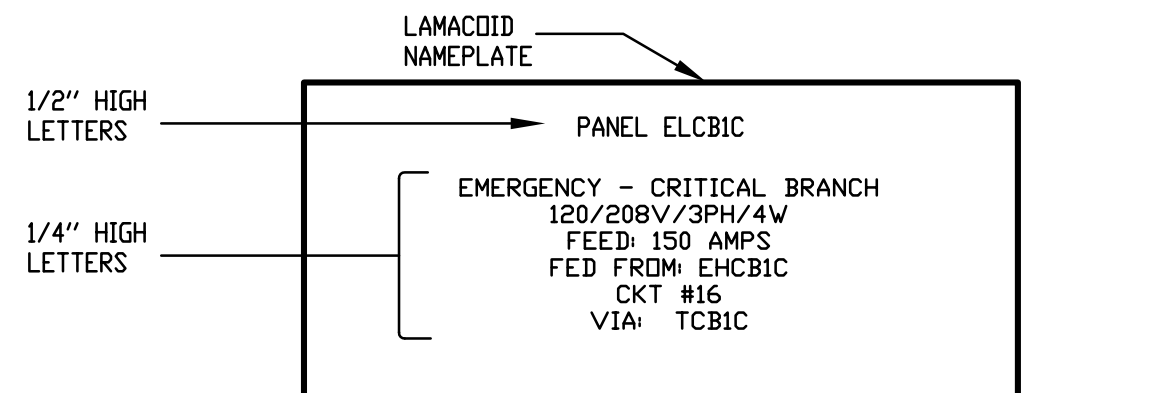 LAMACOID
NAMEPLATE
1/2" HIGH
LETTERS
PANEL ELCB1C
1/4" HIGH
LETTERS
EMERGENCY - CRITICAL BRANCH
120/208V/3PH/4W
FEED: 150 AMPS
FED FROM: EHCB1C
CKT #16
VIA: TCB1C